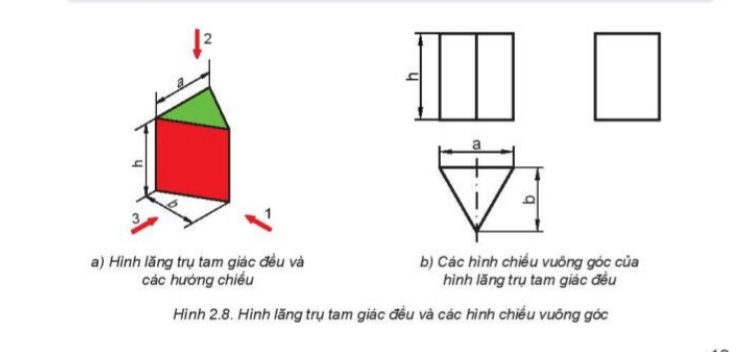 2
a
h
b
3
1
h
a
b
a) Hình lăng trụ tam giác đều và
các hướng chiếu
b) Các hình chiếu vuông góc của
hình lăng trụ tam giác đều
Hình 2.8. Hình lăng trụ tam giác đều và các hình chiếu vuông góc